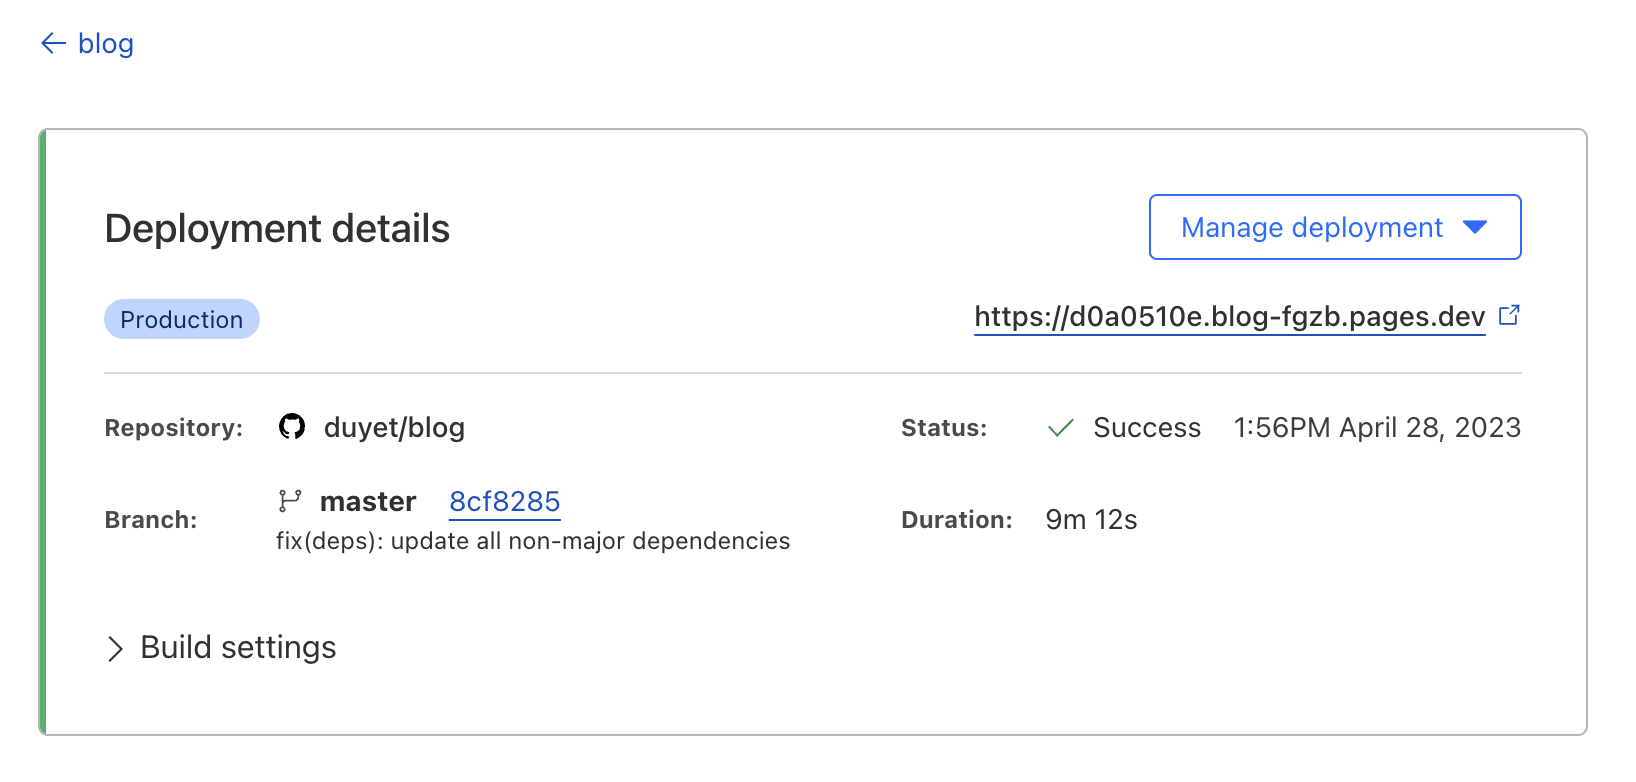 ← blog
Deployment details
Manage deployment
Production
https://d0a0510e.blog-fgzb.pages.dev
Repository: duyet/blog
Status: Success 1:56PM April 28, 2023
Branch: master 8cf8285
fix(deps): update all non-major dependencies
Duration: 9m 12s
Build settings